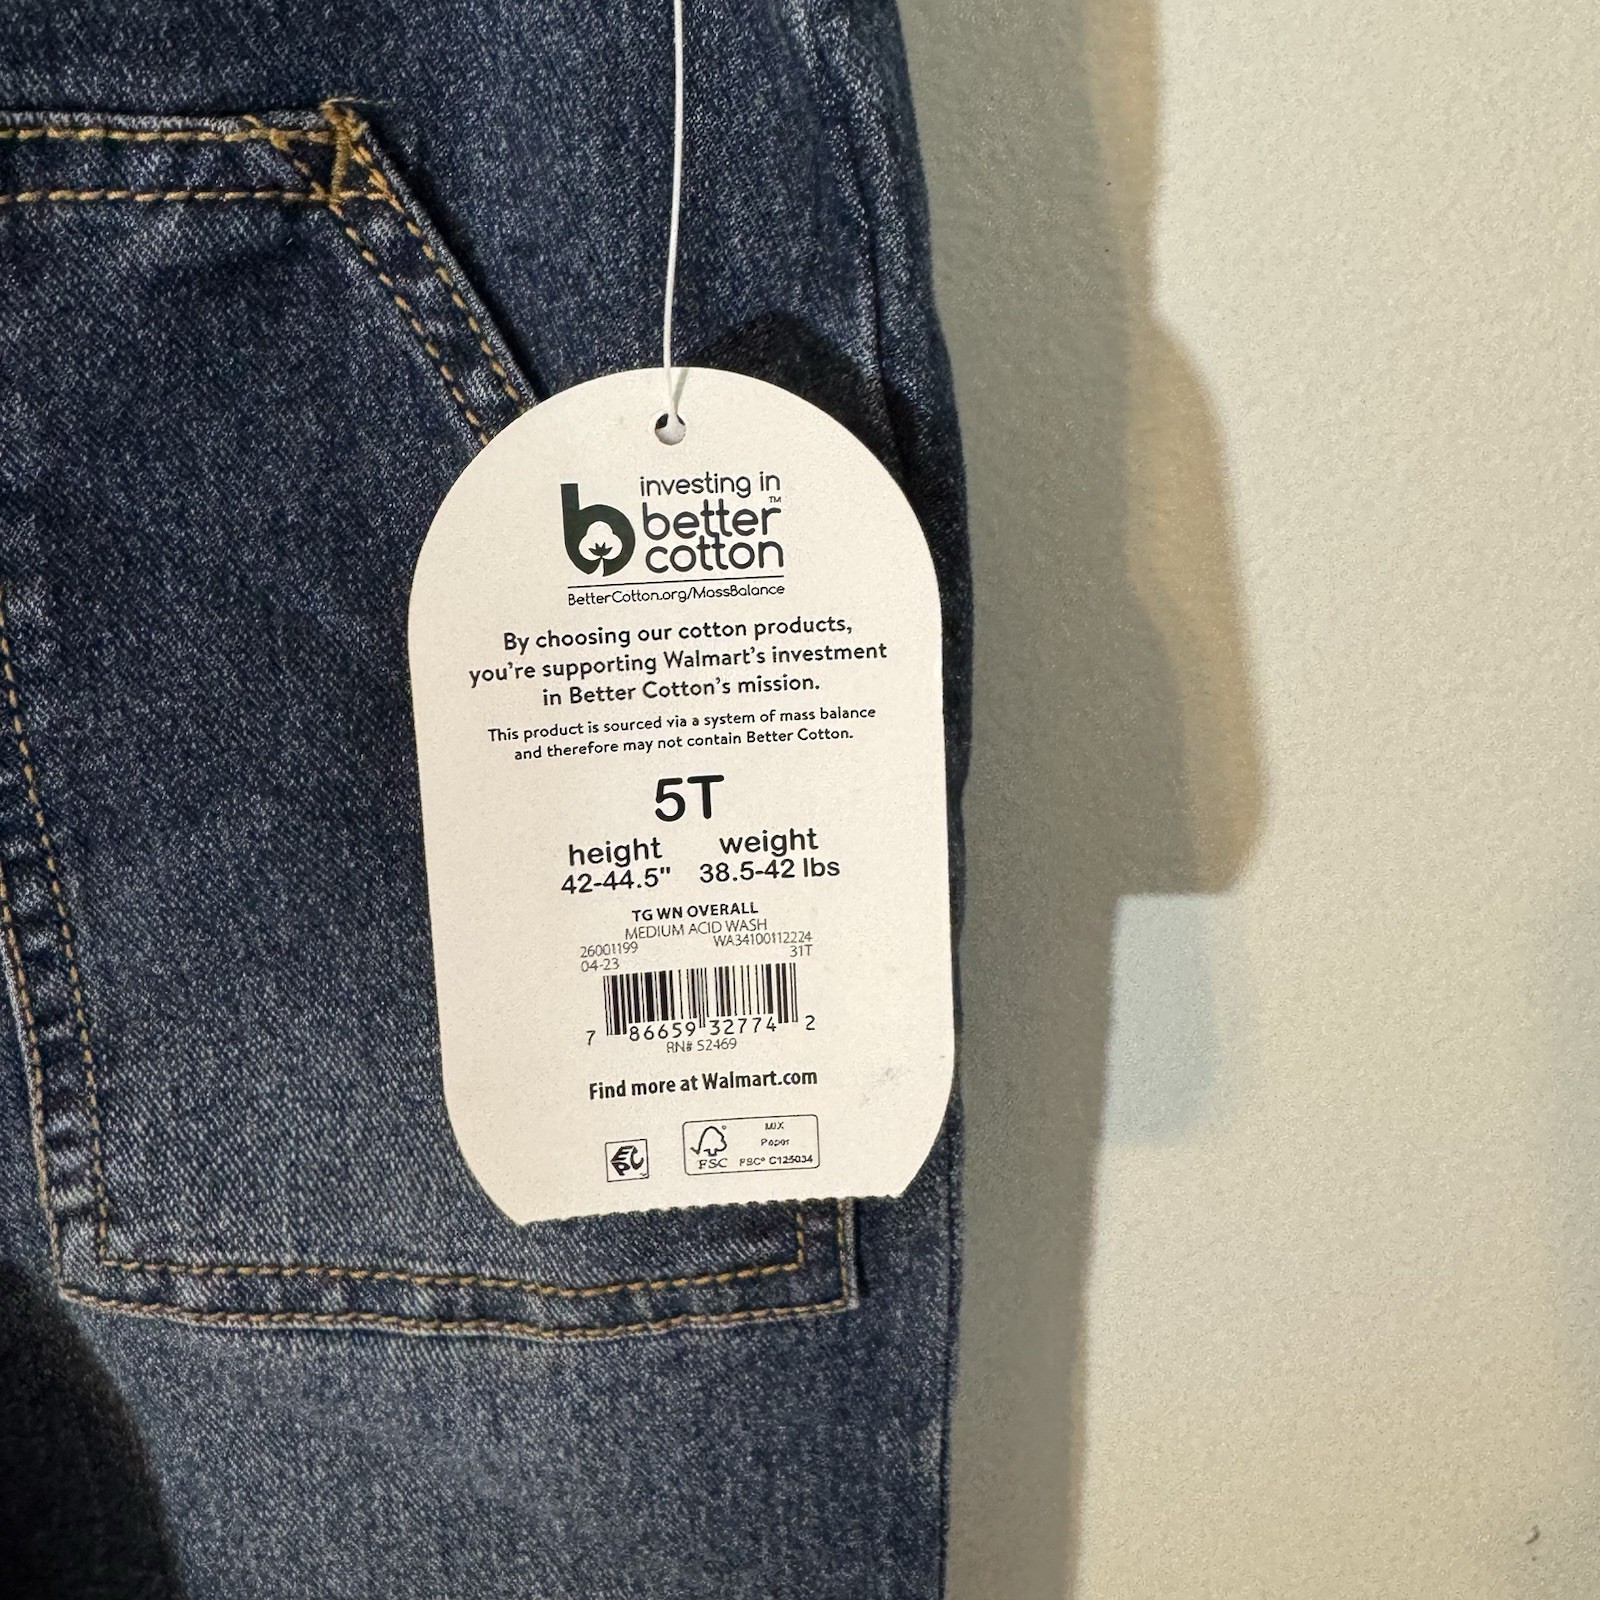 investing in
better™
cotton
BetterCotton.org/MassBalance
By choosing our cotton products,
you're supporting Walmart's investment
in Better Cotton's mission.
This product is sourced via a system of mass balance
and therefore may not contain Better Cotton.
5T
height weight
42-44.5" 38.5-42 lbs
TG WN OVERALL
MEDIUM ACID WASH
26001199 WA34100112224
04-23 31T
7 86659 32774 2
RN# 52469
Find more at Walmart.com
MIX
Paper
FSC FSC® C125034